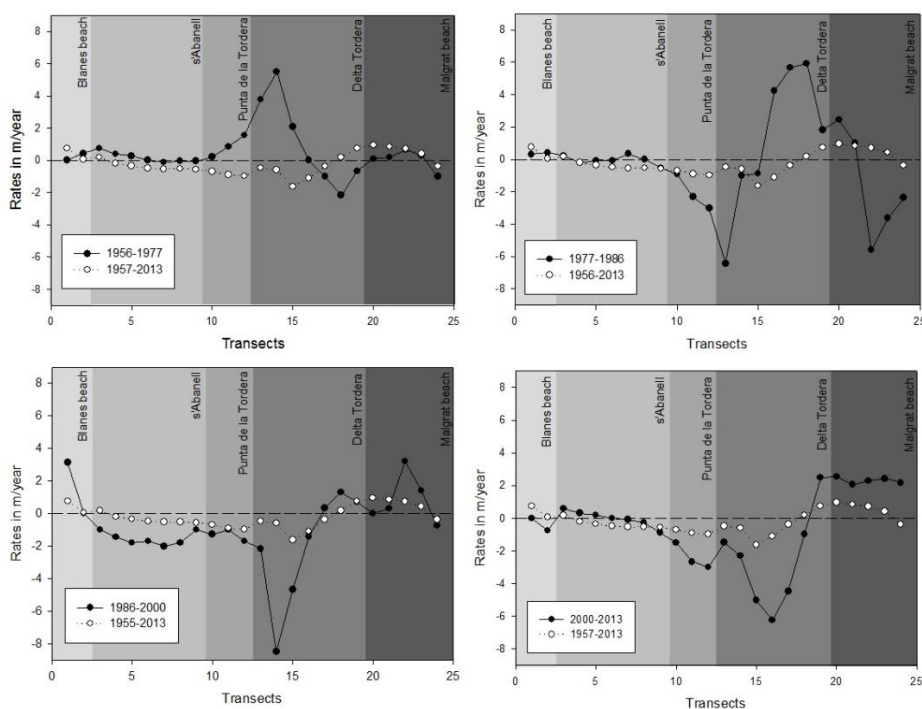 8
6
4
2
0
-2
-4
-6
-8
Rates in m/year
Blanes beach
s'Abanell
Punta de la Tordera
Delta Tordera
Malgrat beach
1956-1977
1957-2013
0 5 10 15 20 25
Transects
8
6
4
2
0
-2
-4
-6
-8
Rates in m/year
Blanes beach
s'Abanell
Punta de la Tordera
Delta Tordera
Malgrat beach
1977-1986
1956-2013
0 5 10 15 20 25
Transects
8
6
4
2
0
-2
-4
-6
-8
Rates in m/year
Blanes beach
s'Abanell
Punta de la Tordera
Delta Tordera
Malgrat beach
1986-2000
1955-2013
0 5 10 15 20 25
Transects
8
6
4
2
0
-2
-4
-6
-8
Rates in m/year
Blanes beach
s'Abanell
Punta de la Tordera
Delta Tordera
Malgrat beach
2000-2013
1957-2013
0 5 10 15 20 25
Transects